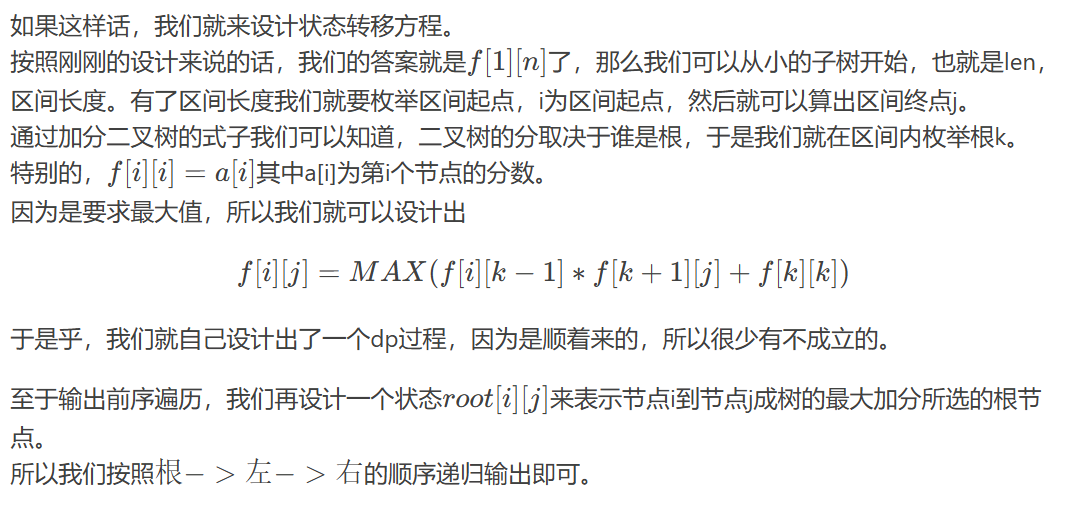 如果这样话，我们就来设计状态转移方程。
按照刚刚的设计来说的话，我们的答案就是f[1][n]了，那么我们可以从小的子树开始，也就是len，
区间长度。有了区间长度我们就要枚举区间起点，i为区间起点，然后就可以算出区间终点j。
通过加分二叉树的式子我们可以知道，二叉树的分取决于谁是根，于是我们就在区间内枚举根k。
特别的，f[i][i] = a[i]其中a[i]为第i个节点的分数。
因为是要求最大值，所以我们就可以设计出
f[i][j] = MAX(f[i][k − 1] ∗ f[k + 1][j] + f[k][k])
于是乎，我们就自己设计出了一个dp过程，因为是顺着来的，所以很少有不成立的。
至于输出前序遍历，我们再设计一个状态root[i][j]来表示节点i到节点j成树的最大加分所选的根节
点。
所以我们按照根− > 左− > 右的顺序递归输出即可。